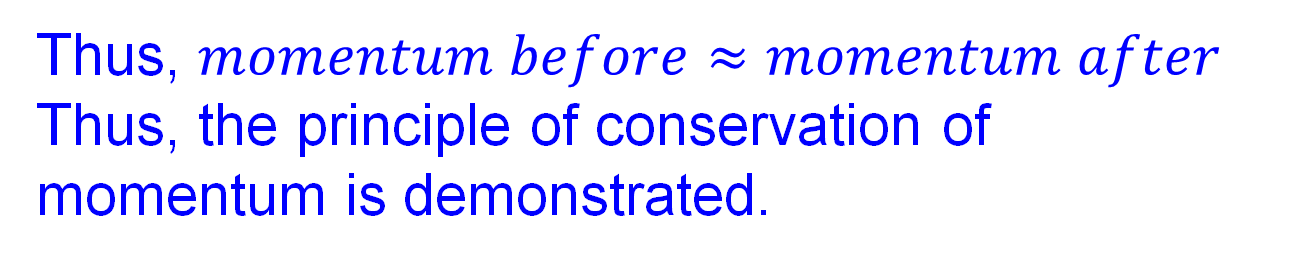 Thus, momentum before ≈ momentum after
Thus, the principle of conservation of
momentum is demonstrated.